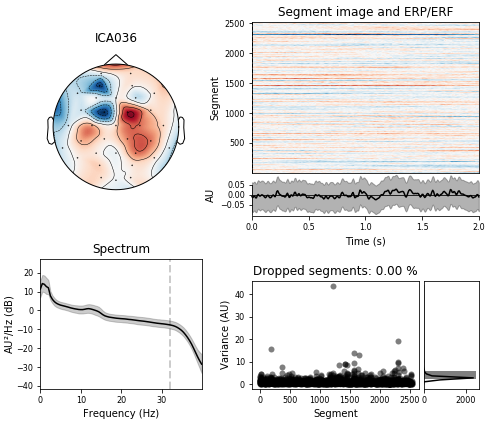 ICA036
Segment image and ERP/ERF
Segment
2500
2000
1500
1000
500
AU
0.05
0.00
−0.05
0.0 0.5 1.0 1.5 2.0
Time (s)
Spectrum
AU²/Hz (dB)
20
10
0
−10
−20
−30
−40
0 10 20 30
Frequency (Hz)
Dropped segments: 0.00 %
Variance (AU)
40
30
20
10
0
0 500 1000 1500 2000 2500
Segment
0 2000